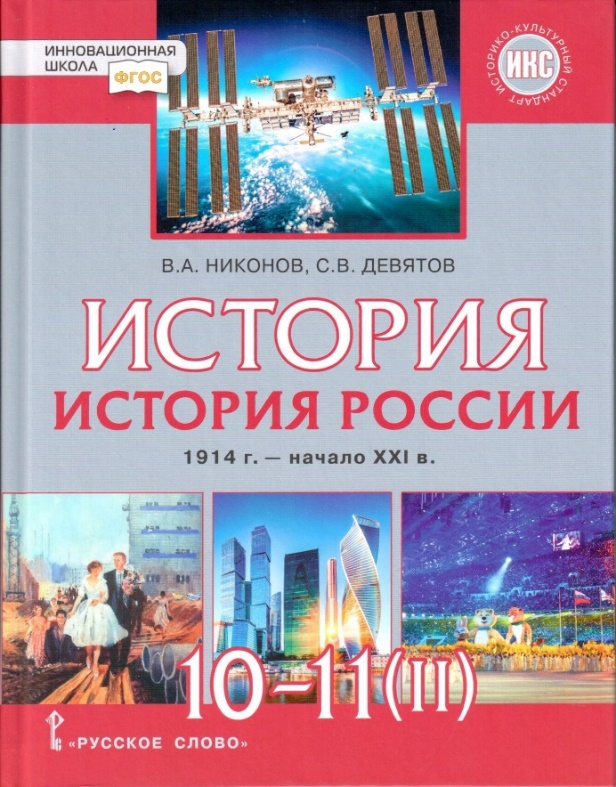 ИННОВАЦИОННАЯ
ШКОЛА
ФГОС
ИСТОРИКО-КУЛЬТУРНЫЙ СТАНДАРТ
ИКС
В.А. НИКОНОВ, С.В. ДЕВЯТОВ
ИСТОРИЯ
ИСТОРИЯ РОССИИ
1914 г. — начало XXI в.
10–11(II)
Рс «РУССКОЕ СЛОВО»